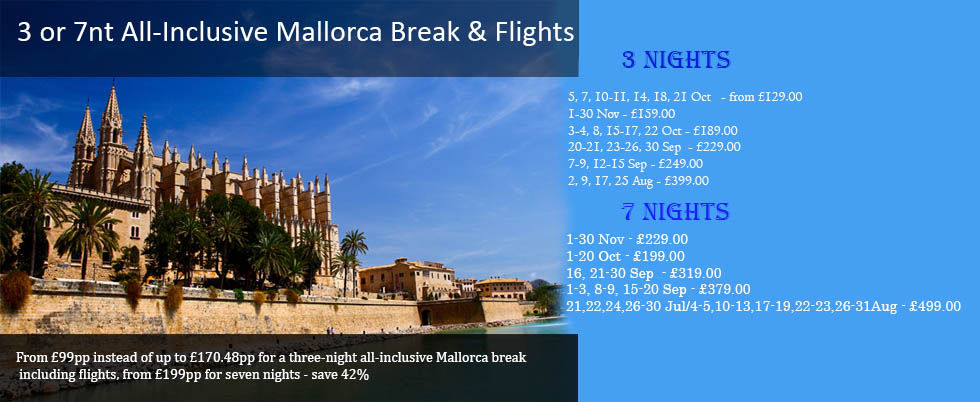 3 or 7nt All-Inclusive Mallorca Break & Flights
3 NIGHTS
5, 7, 10-11, 14, 18, 21 Oct - from £129.00
1-30 Nov - £159.00
3-4, 8, 15-17, 22 Oct - £189.00
20-21, 23-26, 30 Sep - £229.00
7-9, 12-15 Sep - £249.00
2, 9, 17, 25 Aug - £399.00
7 NIGHTS
1-30 Nov - £229.00
1-20 Oct - £199.00
16, 21-30 Sep - £319.00
1-3, 8-9, 15-20 Sep - £379.00
21,22,24,26-30 Jul/4-5,10-13,17-19,22-23,26-31Aug - £499.00
From £99pp instead of up to £170.48pp for a three-night all-inclusive Mallorca break
including flights, from £199pp for seven nights - save 42%